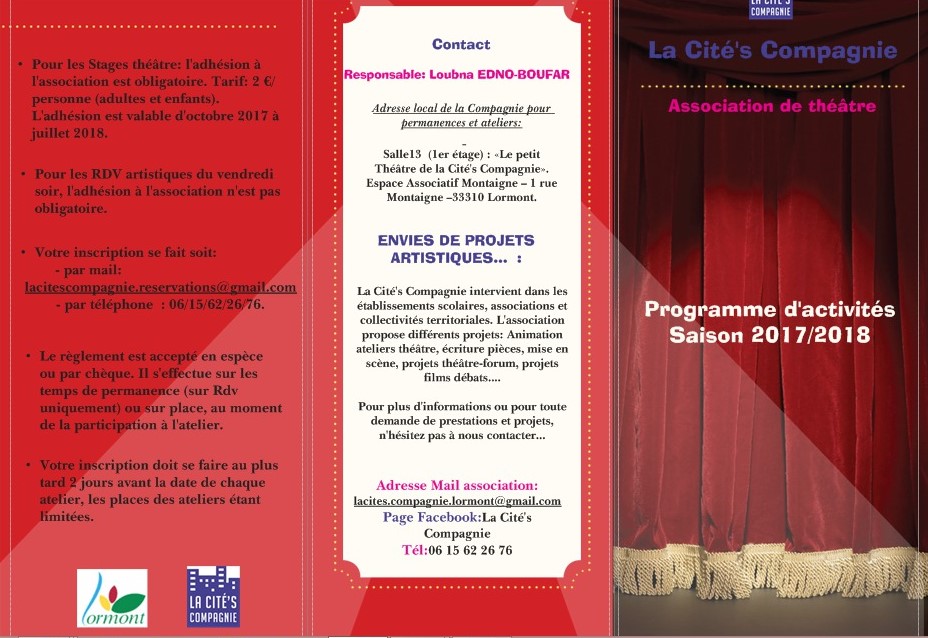 • Pour les Stages théâtre: l'adhésion à
l'association est obligatoire. Tarif: 2 €/
personne (adultes et enfants).
L'adhésion est valable d'octobre 2017 à
juillet 2018.
• Pour les RDV artistiques du vendredi
soir, l'adhésion à l'association n'est pas
obligatoire.
• Votre inscription se fait soit:
- par mail:
lacitescompagnie.reservations@gmail.com
- par téléphone : 06/15/62/26/76.
• Le règlement est accepté en espèce
ou par chèque. Il s'effectue sur les
temps de permanence (sur Rdv
uniquement) ou sur place, au moment
de la participation à l'atelier.
• Votre inscription doit se faire au plus
tard 2 jours avant la date de chaque
atelier, les places des ateliers étant
limitées.
Lormont
LA CITÉ'S
COMPAGNIE
Contact
Responsable: Loubna EDNO-BOUFAR
Adresse local de la Compagnie pour
permanences et ateliers:
-
Salle13 (1er étage) : «Le petit
Théâtre de la Cité's Compagnie».
Espace Associatif Montaigne – 1 rue
Montaigne –33310 Lormont.
ENVIES DE PROJETS
ARTISTIQUES... :
La Cité's Compagnie intervient dans les
établissements scolaires, associations et
collectivités territoriales. L'association
propose différents projets: Animation
ateliers théâtre, écriture pièces, mise en
scène, projets théâtre-forum, projets
films débats....
Pour plus d'informations ou pour toute
demande de prestations et projets,
n'hésitez pas à nous contacter...
Adresse Mail association:
lacites.compagnie.lormont@gmail.com
Page Facebook:La Cité's
Compagnie
Tél:06 15 62 26 76
LA CITÉ'S
COMPAGNIE
La Cité's Compagnie
Association de théâtre
Programme d'activités
Saison 2017/2018